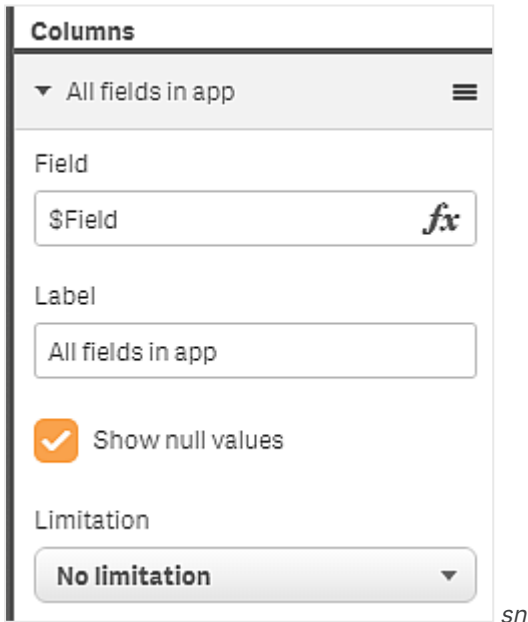 Columns
All fields in app
Field
$Field fx
Label
All fields in app
Show null values
Limitation
No limitation
sn